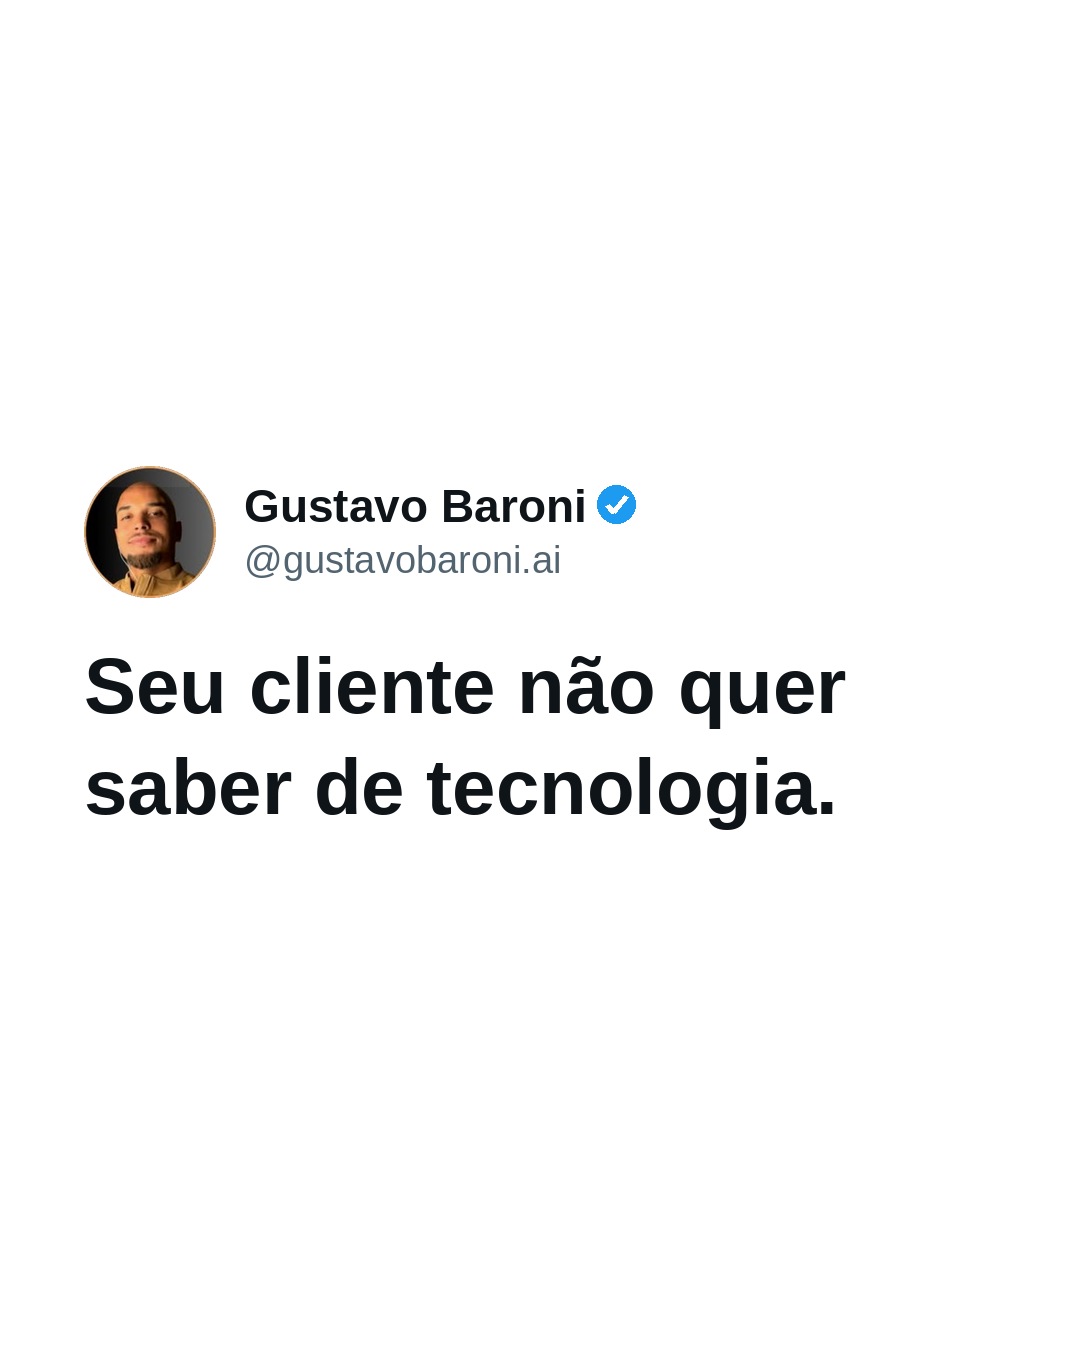 Gustavo Baroni
@gustavobaroni.ai
Seu cliente não quer
saber de tecnologia.